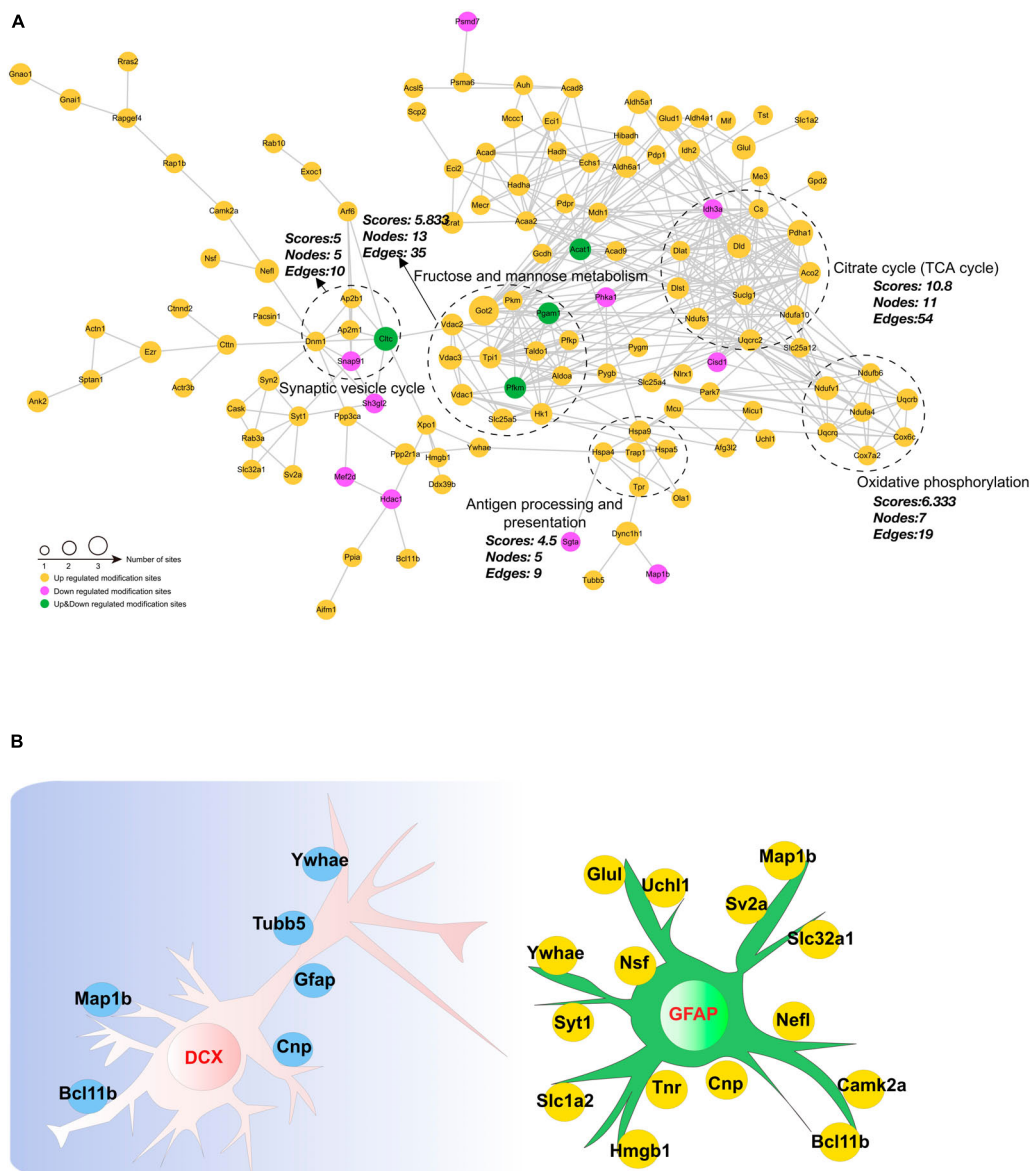 A
Psmd7
Rras2
Gnao1
Gnai1
Rapgef4
Acsl5
Psma6
Auh
Acad8
Aldh5a1
Scp2
Mccc1
Eci1
Glud1
Aldh4a1
Mif
Tst
Slc1a2
Rab10
Hibadh
Rap1b
Exoc1
Acadl
Hadh
Echs1
Aldh6a1
Pdp1
Idh2
Glul
Eci2
Hadha
Me3
Gpd2
Camk2a
Arf6
Crat
Mecr
Acaa2
Pdpr
Mdh1
Idh3a
Cs
Scores: 5.833
Nodes: 13
Edges: 35
Scores:5
Nodes: 5
Edges:10
Nsf
Nefl
Gcdh
Acat1
Acad9
Dlat
Dld
Pdha1
Fructose and mannose metabolism
Aco2
Citrate cycle (TCA cycle)
Scores: 10.8
Nodes: 11
Edges:54
Ap2b1
Pkm
Phka1
Dlst
Suclg1
Ctnnd2
Pacsin1
Got2
Pgam1
Ndufs1
Ndufa10
Actn1
Ap2m1
Vdac2
Cttn
Dnm1
Cltc
Pfkp
Pygm
Uqcrc2
Slc25a12
Ezr
Snap91
Vdac3
Tpi1
Taldo1
Cisd1
Sptan1
Actr3b
Syn2
Synaptic vesicle cycle
Aldoa
Pygb
Nlrx1
Ndufb6
Ank2
Pfkm
Slc25a4
Ndufv1
Uqcrb
Cask
Sh3gl2
Vdac1
Park7
Syt1
Ppp3ca
Slc25a5
Hk1
Mcu
Micu1
Ndufa4
Rab3a
Xpo1
Hspa9
Uqcrq
Cox6c
Slc32a1
Ppp2r1a
Hmgb1
Ywhae
Hspa4
Trap1
Hspa5
Afg3l2
Uchl1
Cox7a2
Sv2a
Mef2d
Ddx39b
Tpr
Oxidative phosphorylation
Scores:6.333
Nodes:7
Edges:19
Hdac1
Antigen processing and
presentation
Scores: 4.5
Nodes: 5
Edges: 9
Ola1
Sgta
Dync1h1
Ppia
Bcl11b
Tubb5
Map1b
Aifm1
1 2 3
Number of sites
Up regulated modification sites
Down regulated modification sites
Up&Down regulated modification sites
B
Ywhae
Tubb5
Gfap
Map1b
Cnp
DCX
Bcl11b
Glul
Uchl1
Map1b
Sv2a
Slc32a1
Ywhae
Nsf
GFAP
Syt1
Nefl
Tnr
Cnp
Camk2a
Slc1a2
Hmgb1
Bcl11b